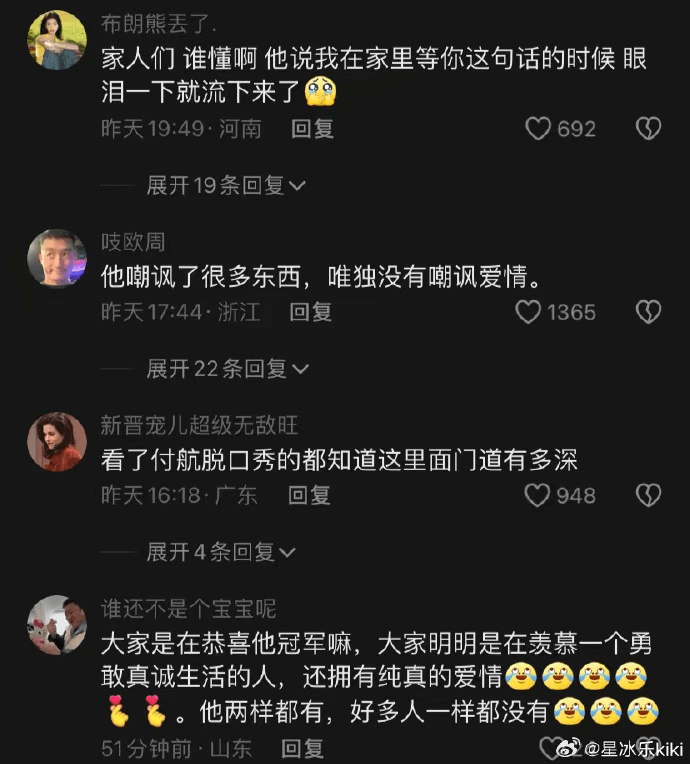 布朗熊丢了.
家人们 谁懂啊 他说我在家里等你这句话的时候 眼
泪一下就流下来了🥹
昨天19:49·河南 回复 692
展开19条回复
吱欧周
他嘲讽了很多东西，唯独没有嘲讽爱情。
昨天17:44·浙江 回复 1365
展开22条回复
新晋宠儿超级无敌旺
看了付航脱口秀的都知道这里面门道有多深
昨天16:18·广东 回复 948
展开4条回复
谁还不是个宝宝呢
大家是在恭喜他冠军嘛，大家明明是在羡慕一个勇
敢真诚生活的人，还拥有纯真的爱情😂😂😂😂
🫰🫰。他两样都有，好多人一样都没有😂😂😂
51分钟前·山东 回复
@星冰乐kiki